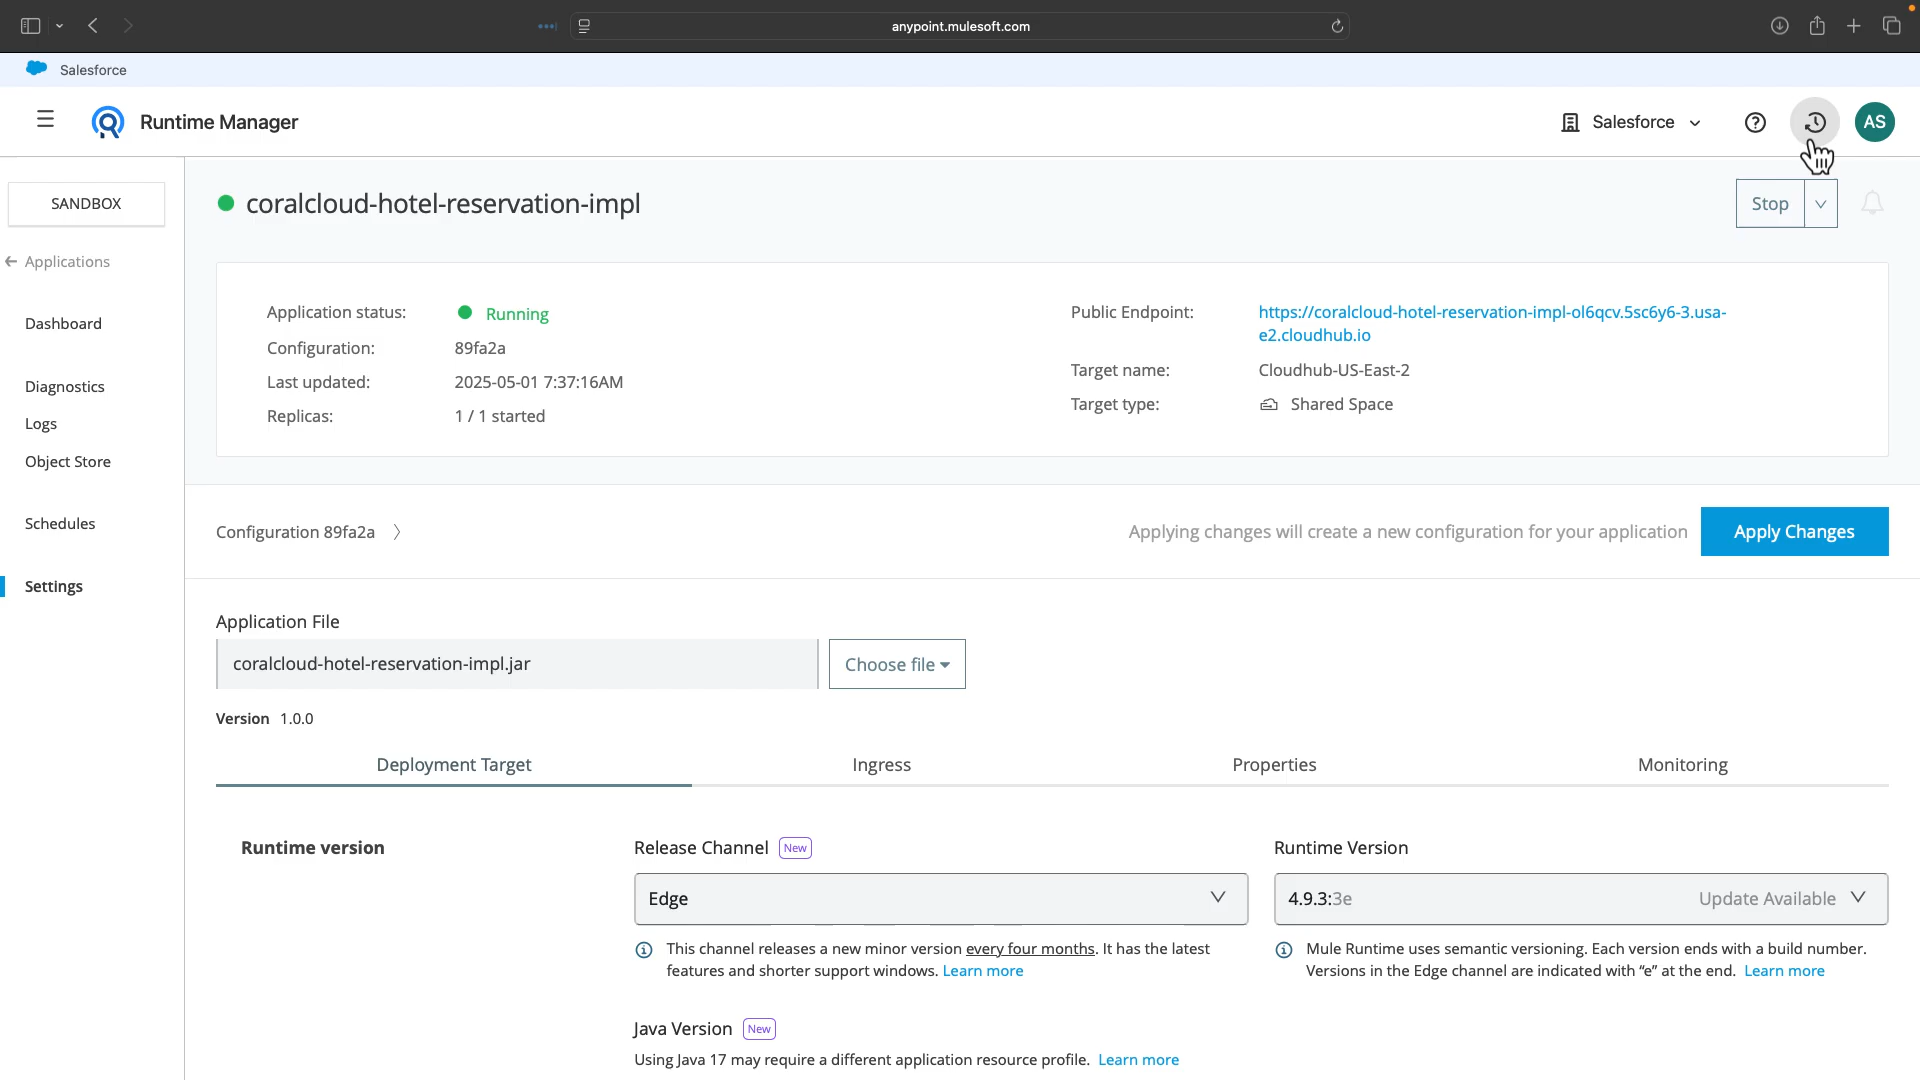 anypoint.mulesoft.com
Salesforce
Runtime Manager
Salesforce
AS
SANDBOX
Applications
Dashboard
Diagnostics
Logs
Object Store
Schedules
Settings
coralcloud-hotel-reservation-impl
Stop
Application status: Running
Configuration: 89fa2a
Last updated: 2025-05-01 7:37:16AM
Replicas: 1 / 1 started
Public Endpoint: https://coralcloud-hotel-reservation-impl-ol6qcv.5sc6y6-3.usa-
e2.cloudhub.io
Target name: Cloudhub-US-East-2
Target type: Shared Space
Configuration 89fa2a
Applying changes will create a new configuration for your application
Apply Changes
Application File
coralcloud-hotel-reservation-impl.jar
Choose file
Version 1.0.0
Deployment Target Ingress Properties Monitoring
Runtime version
Release Channel New
Edge
This channel releases a new minor version every four months. It has the latest
features and shorter support windows. Learn more
Runtime Version
4.9.3:3e Update Available
Mule Runtime uses semantic versioning. Each version ends with a build number.
Versions in the Edge channel are indicated with “e” at the end. Learn more
Java Version New
Using Java 17 may require a different application resource profile. Learn more